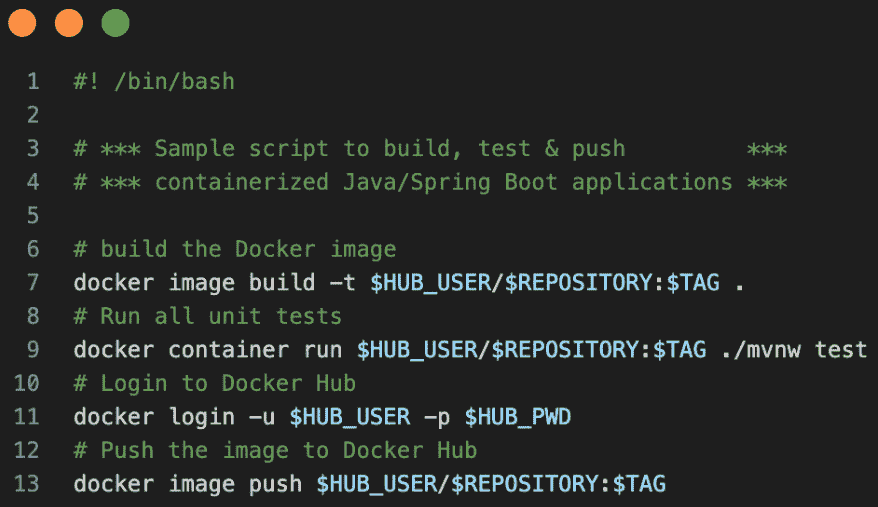 1 #! /bin/bash
2
3 # *** Sample script to build, test & push         ***
4 # *** containerized Java/Spring Boot applications ***
5
6 # build the Docker image
7 docker image build -t $HUB_USER/$REPOSITORY:$TAG .
8 # Run all unit tests
9 docker container run $HUB_USER/$REPOSITORY:$TAG ./mvnw test
10 # Login to Docker Hub
11 docker login -u $HUB_USER -p $HUB_PWD
12 # Push the image to Docker Hub
13 docker image push $HUB_USER/$REPOSITORY:$TAG